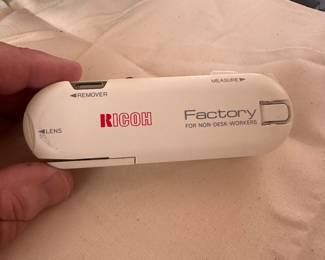 MEASURE ▶
◀REMOVER
◀LENS
RICOH
Factory
FOR NON-DESK-WORKERS